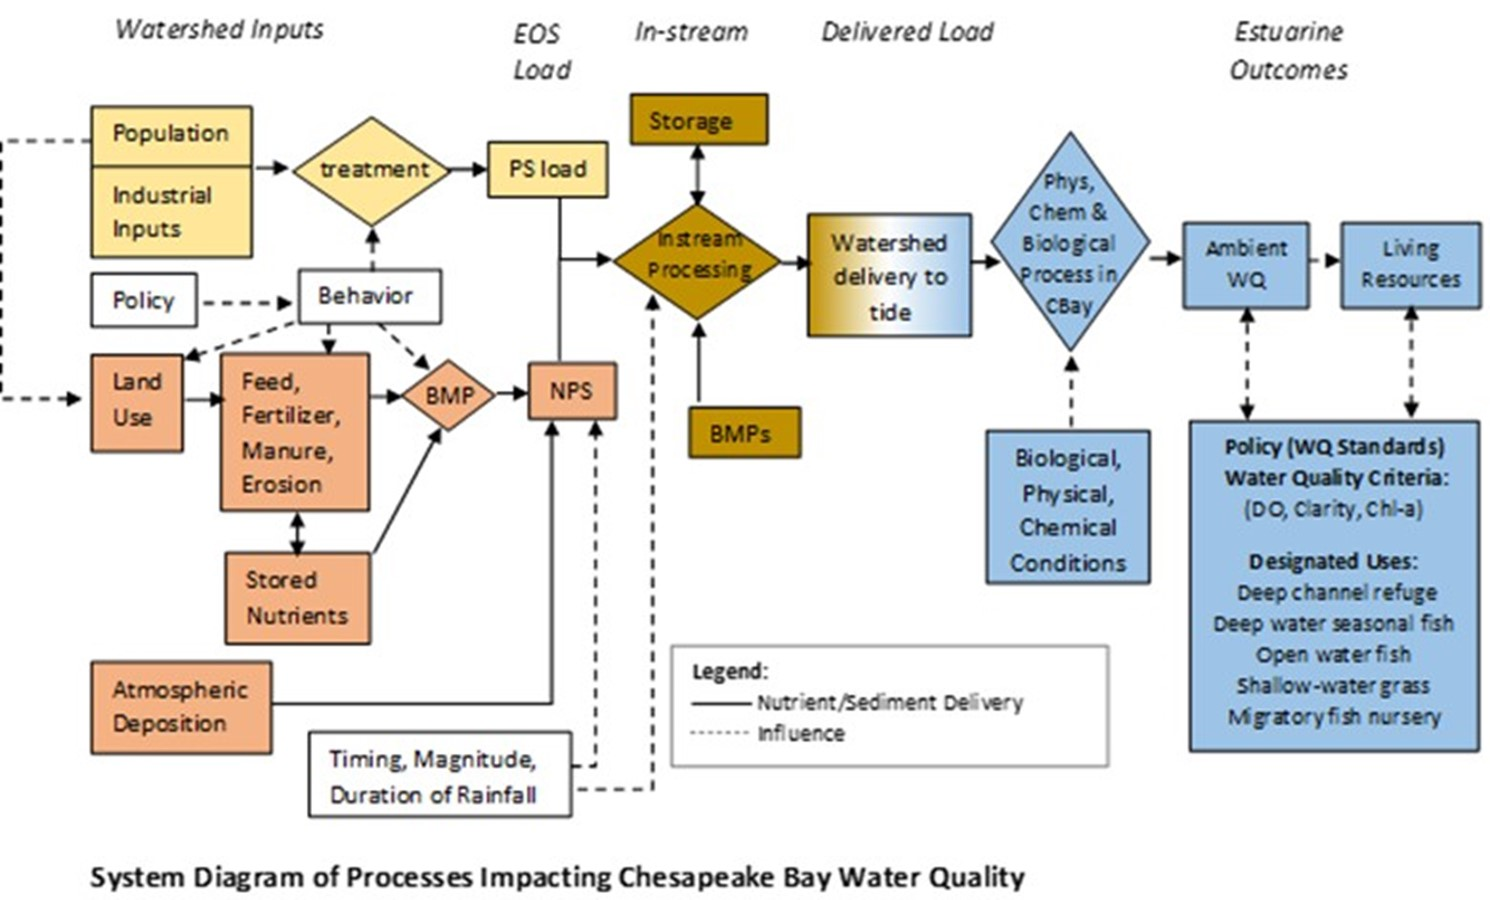 Watershed Inputs
EOS
Load
In-stream
Delivered Load
Estuarine
Outcomes
Population
Industrial
Inputs
treatment
PS load
Storage
Instream
Processing
Watershed
delivery to
tide
Phys,
Chem &
Biological
Process in
CBay
Ambient
WQ
Living
Resources
Policy
Behavior
Land
Use
Feed,
Fertilizer,
Manure,
Erosion
BMP
NPS
BMPs
Stored
Nutrients
Atmospheric
Deposition
Timing, Magnitude,
Duration of Rainfall
Biological,
Physical,
Chemical
Conditions
Policy (WQ Standards)
Water Quality Criteria:
(DO, Clarity, Chl-a)
Designated Uses:
Deep channel refuge
Deep water seasonal fish
Open water fish
Shallow-water grass
Migratory fish nursery
Legend:
Nutrient/Sediment Delivery
Influence
System Diagram of Processes Impacting Chesapeake Bay Water Quality